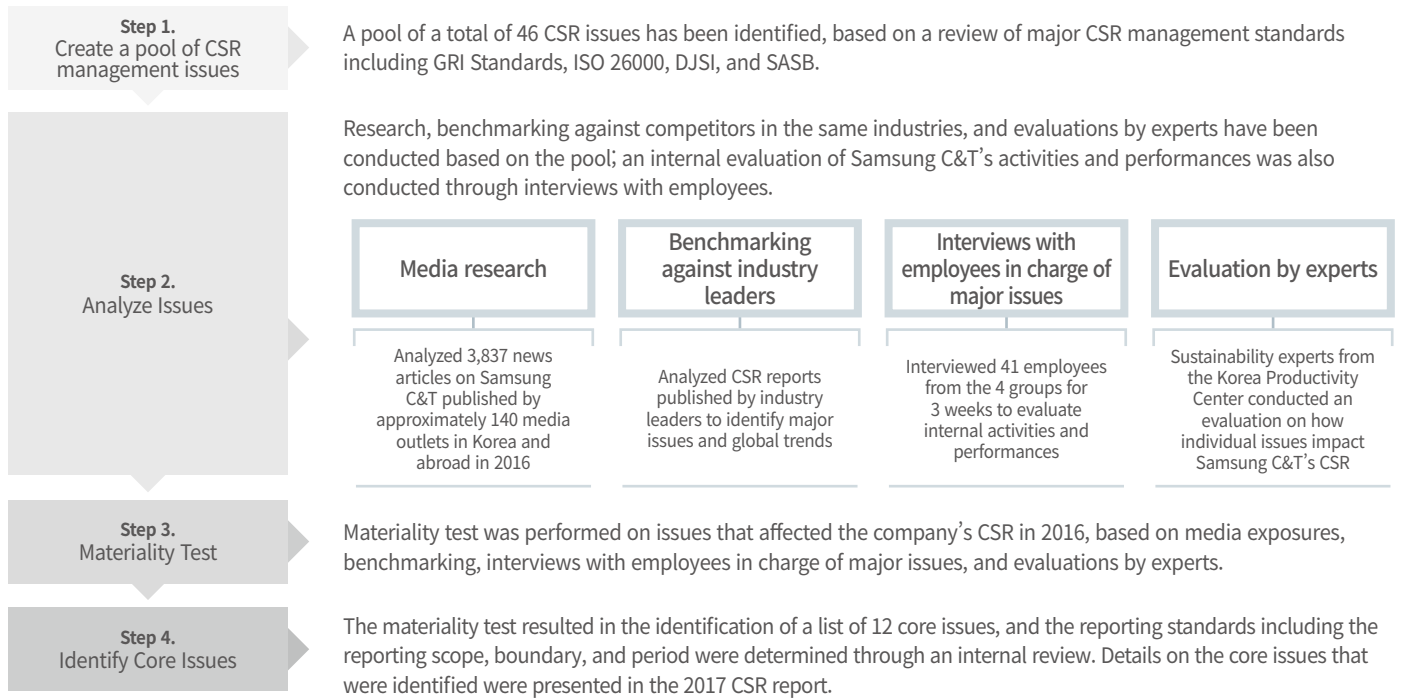 Step 1.
Create a pool of CSR
management issues
A pool of a total of 46 CSR issues has been identified, based on a review of major CSR management standards
including GRI Standards, ISO 26000, DJSI, and SASB.
Step 2.
Analyze Issues
Research, benchmarking against competitors in the same industries, and evaluations by experts have been
conducted based on the pool; an internal evaluation of Samsung C&T’s activities and performances was also
conducted through interviews with employees.
Media research
Analyzed 3,837 news
articles on Samsung
C&T published by
approximately 140 media
outlets in Korea and
abroad in 2016
Benchmarking
against industry
leaders
Analyzed CSR reports
published by industry
leaders to identify major
issues and global trends
Interviews with
employees in charge of
major issues
Interviewed 41 employees
from the 4 groups for
3 weeks to evaluate
internal activities and
performances
Evaluation by experts
Sustainability experts from
the Korea Productivity
Center conducted an
evaluation on how
individual issues impact
Samsung C&T’s CSR
Step 3.
Materiality Test
Materiality test was performed on issues that affected the company’s CSR in 2016, based on media exposures,
benchmarking, interviews with employees in charge of major issues, and evaluations by experts.
Step 4.
Identify Core Issues
The materiality test resulted in the identification of a list of 12 core issues, and the reporting standards including the
reporting scope, boundary, and period were determined through an internal review. Details on the core issues that
were identified were presented in the 2017 CSR report.